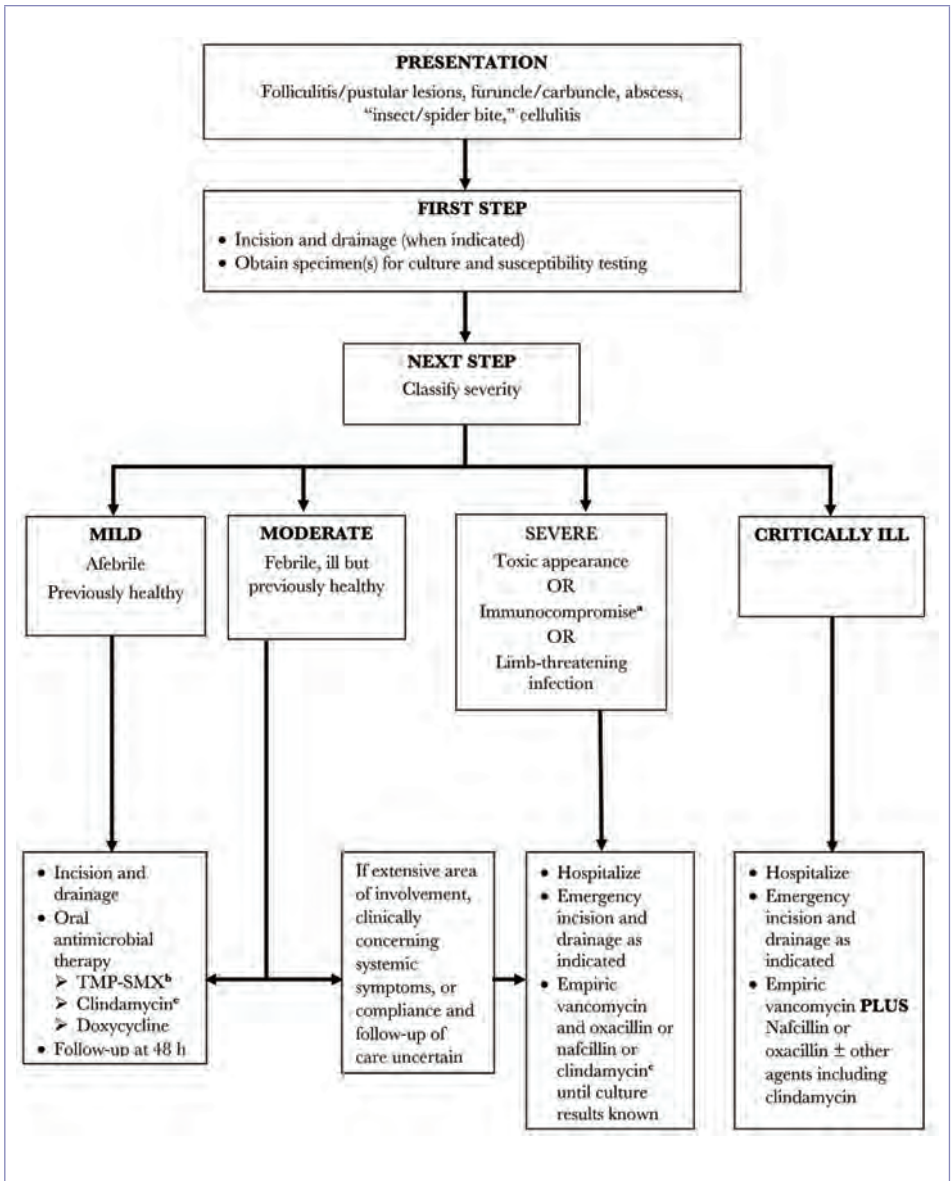 PRESENTATION
Folliculitis/pustular lesions, furuncle/carbuncle, abscess,
“insect/spider bite,” cellulitis
FIRST STEP
• Incision and drainage (when indicated)
• Obtain specimen(s) for culture and susceptibility testing
NEXT STEP
Classify severity
MILD
Afebrile
Previously healthy
MODERATE
Febrile, ill but
previously healthy
SEVERE
Toxic appearance
OR
Immunocompromiseᵃ
OR
Limb-threatening
infection
CRITICALLY ILL
• Incision and
drainage
• Oral
antimicrobial
therapy
➢ TMP-SMXᵇ
➢ Clindamycinᶜ
➢ Doxycycline
• Follow-up at 48 h
If extensive area
of involvement,
clinically
concerning
systemic
symptoms, or
compliance and
follow-up of
care uncertain
• Hospitalize
• Emergency
incision and
drainage as
indicated
• Empiric
vancomycin
and oxacillin or
nafcillin or
clindamycinᶜ
until culture
results known
• Hospitalize
• Emergency
incision and
drainage as
indicated
• Empiric
vancomycin PLUS
Nafcillin or
oxacillin ± other
agents including
clindamycin